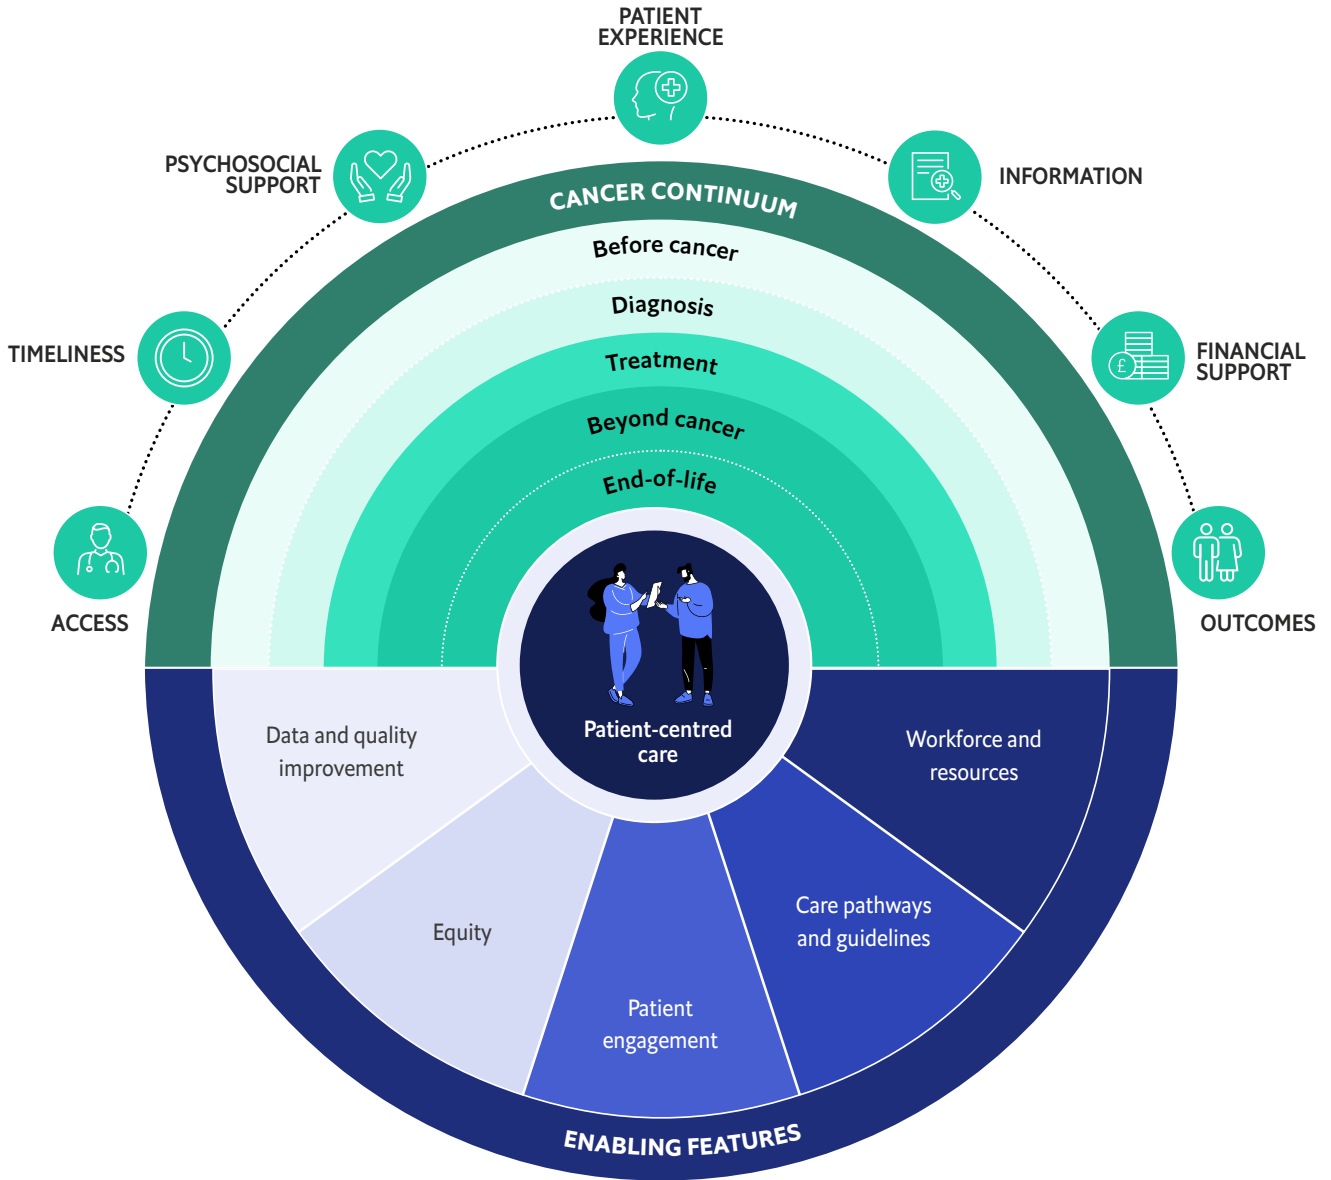 PATIENT
EXPERIENCE
PSYCHOSOCIAL
SUPPORT
INFORMATION
TIMELINESS
FINANCIAL
SUPPORT
ACCESS
OUTCOMES
CANCER CONTINUUM
Before cancer
Diagnosis
Treatment
Beyond cancer
End-of-life
£
Patient-centred
care
Data and quality
improvement
Equity
Patient
engagement
Care pathways
and guidelines
Workforce and
resources
ENABLING FEATURES